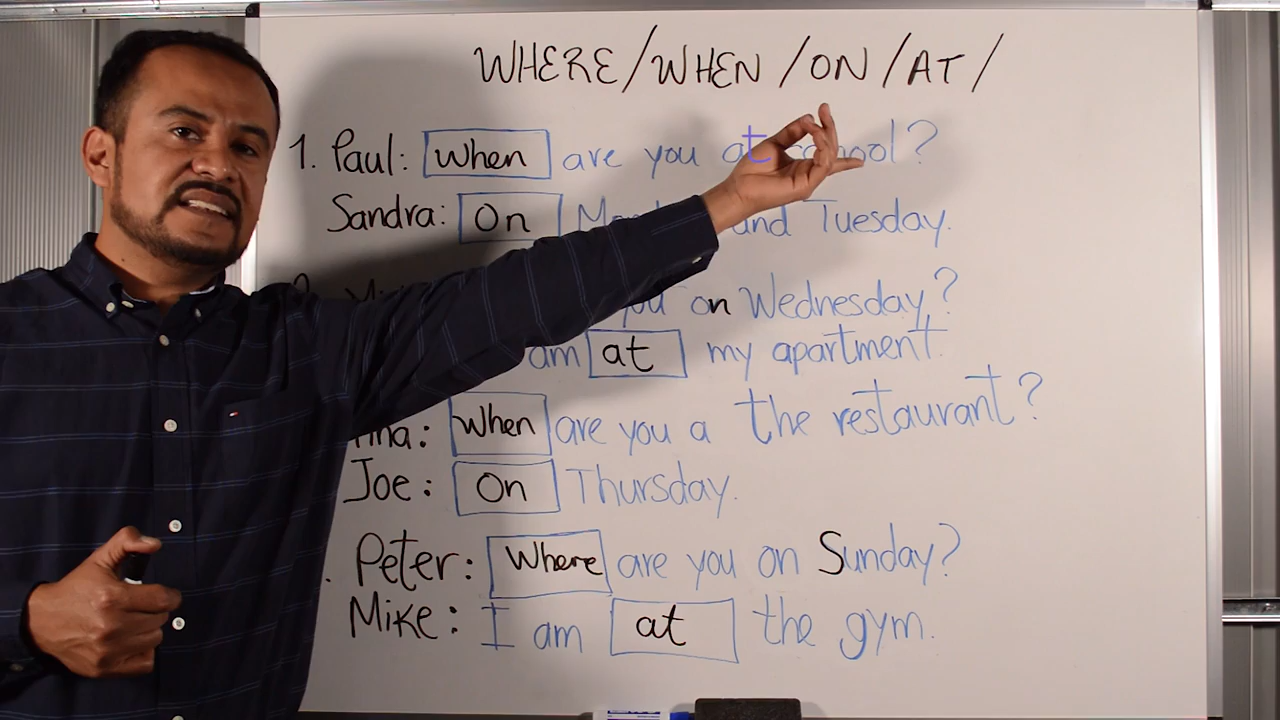 WHERE/WHEN/ON/AT/
1. Paul: When are you at school?
Sandra: On and Tuesday.
you on Wednesday?
am at my apartment.
When are you a the restaurant?
Joe: On Thursday.
Peter: Where are you on Sunday?
Mike: I am at the gym.